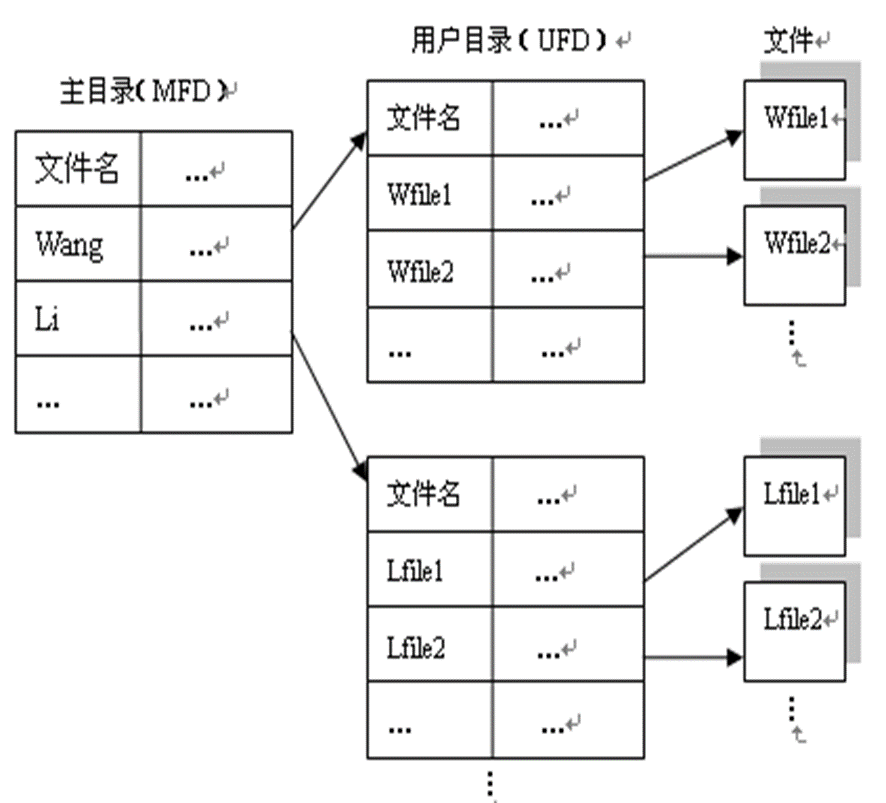 主目录(MFD)
文件名 ...
Wang ...
Li ...
... ...
用户目录(UFD)
文件名 ...
Wfile1 ...
Wfile2 ...
... ...
文件名 ...
Lfile1 ...
Lfile2 ...
... ...
文件
Wfile1
Wfile2
Lfile1
Lfile2